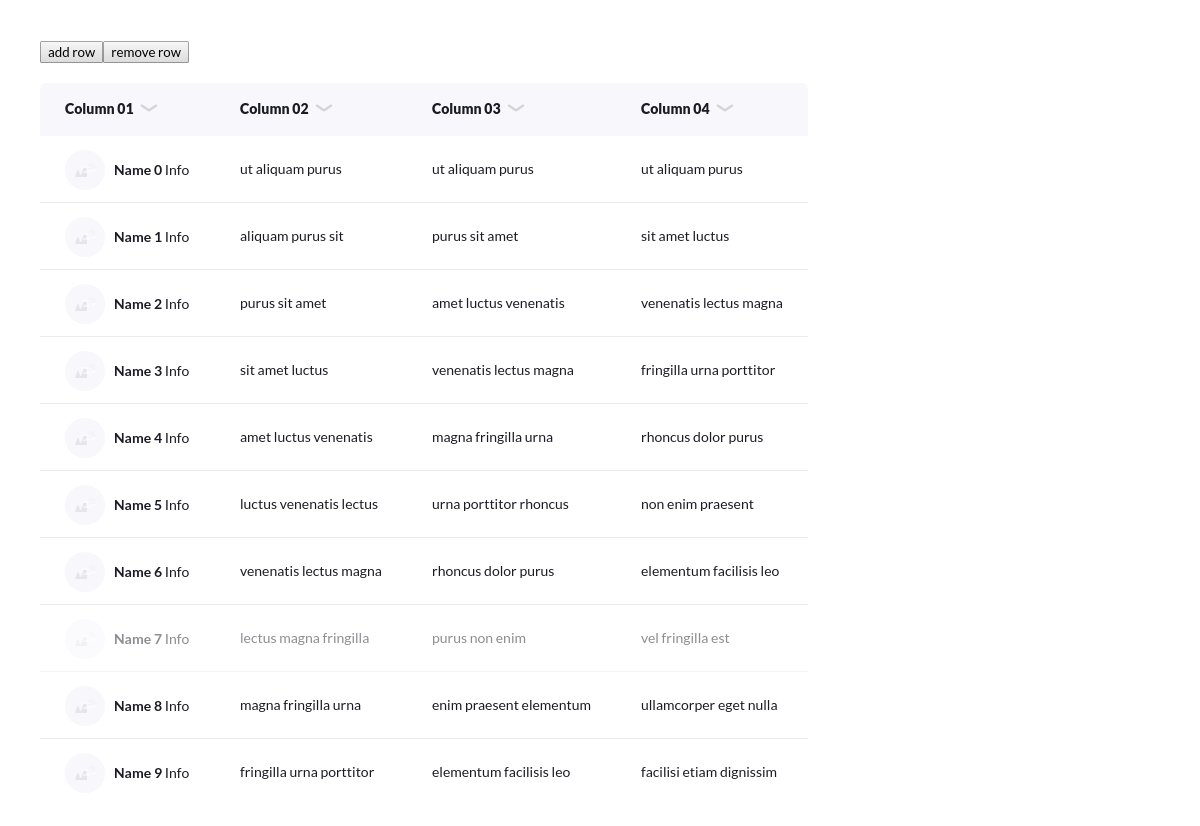 add row remove row
Column 01 Column 02 Column 03 Column 04
Name 0 Info ut aliquam purus ut aliquam purus ut aliquam purus
Name 1 Info aliquam purus sit purus sit amet sit amet luctus
Name 2 Info purus sit amet amet luctus venenatis venenatis lectus magna
Name 3 Info sit amet luctus venenatis lectus magna fringilla urna porttitor
Name 4 Info amet luctus venenatis magna fringilla urna rhoncus dolor purus
Name 5 Info luctus venenatis lectus urna porttitor rhoncus non enim praesent
Name 6 Info venenatis lectus magna rhoncus dolor purus elementum facilisis leo
Name 7 Info lectus magna fringilla purus non enim vel fringilla est
Name 8 Info magna fringilla urna enim praesent elementum ullamcorper eget nulla
Name 9 Info fringilla urna porttitor elementum facilisis leo facilisi etiam dignissim